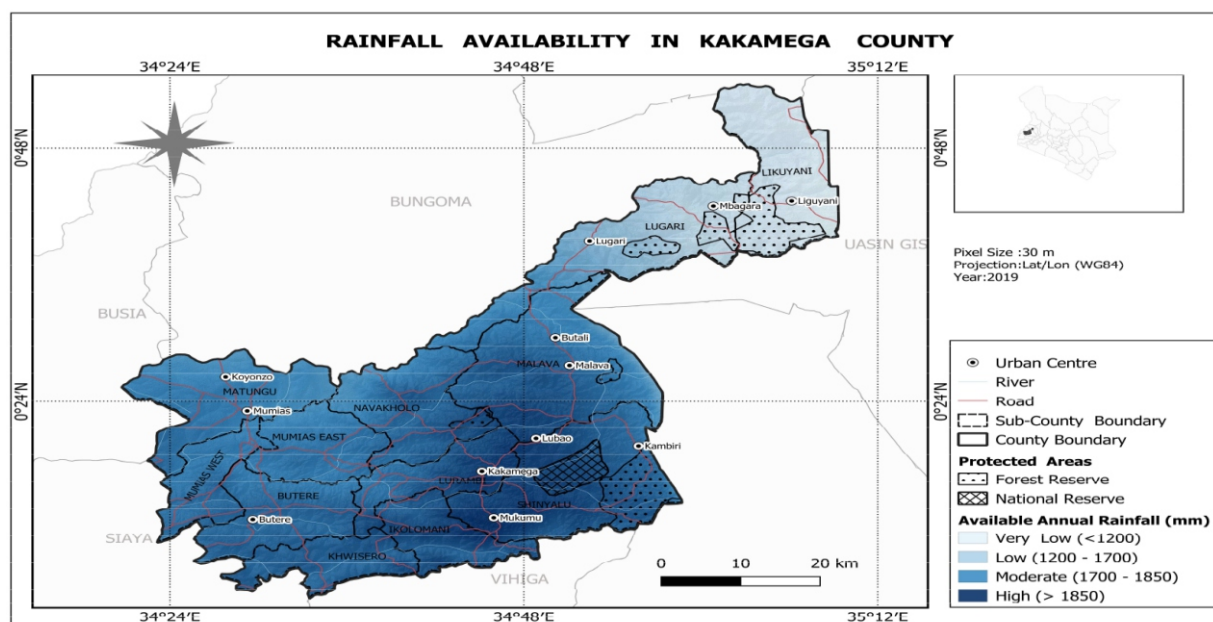 RAINFALL AVAILABILITY IN KAKAMEGA COUNTY
34°24′E 34°48′E 35°12′E
0°48′N 0°48′N
LIKUYANI
BUNGOMA
Mbagara Liguyani
LUGARI
Lugari
UASIN GIS
Pixel Size :30 m
Projection:Lat/Lon (WG84)
Year:2019
BUSIA
Butali
MALAVA Malava
Koyonzo
MATUNGU
0°24′N 0°24′N
Mumias
NAVAKHOLO
MUMIAS EAST
Lubao
Kambiri
MUMIAS WEST
Kakamega
LURAMBI
BUTERE
SHINYALU
Butere
Mukumu
IKOLOMANI
SIAYA
KHWISERO
VIHIGA
0 10 20 km
34°24′E 34°48′E 35°12′E
Urban Centre
River
Road
Sub-County Boundary
County Boundary
Protected Areas
Forest Reserve
National Reserve
Available Annual Rainfall (mm)
Very Low (<1200)
Low (1200 - 1700)
Moderate (1700 - 1850)
High (> 1850)